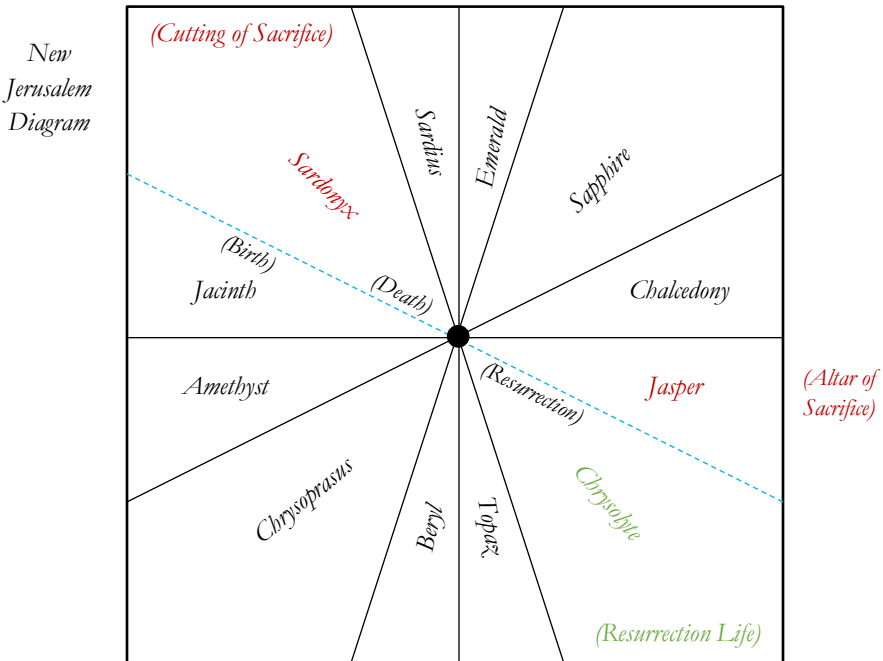 New
Jerusalem
Diagram
(Cutting of Sacrifice)
Sardius
Emerald
Sardonyx
Sapphire
(Birth)
Jacinth
(Death)
Chalcedony
Amethyst
(Resurrection)
Jasper
(Altar of
Sacrifice)
Chrysoprasus
Beryl
Topaz
Chrysolyte
(Resurrection Life)